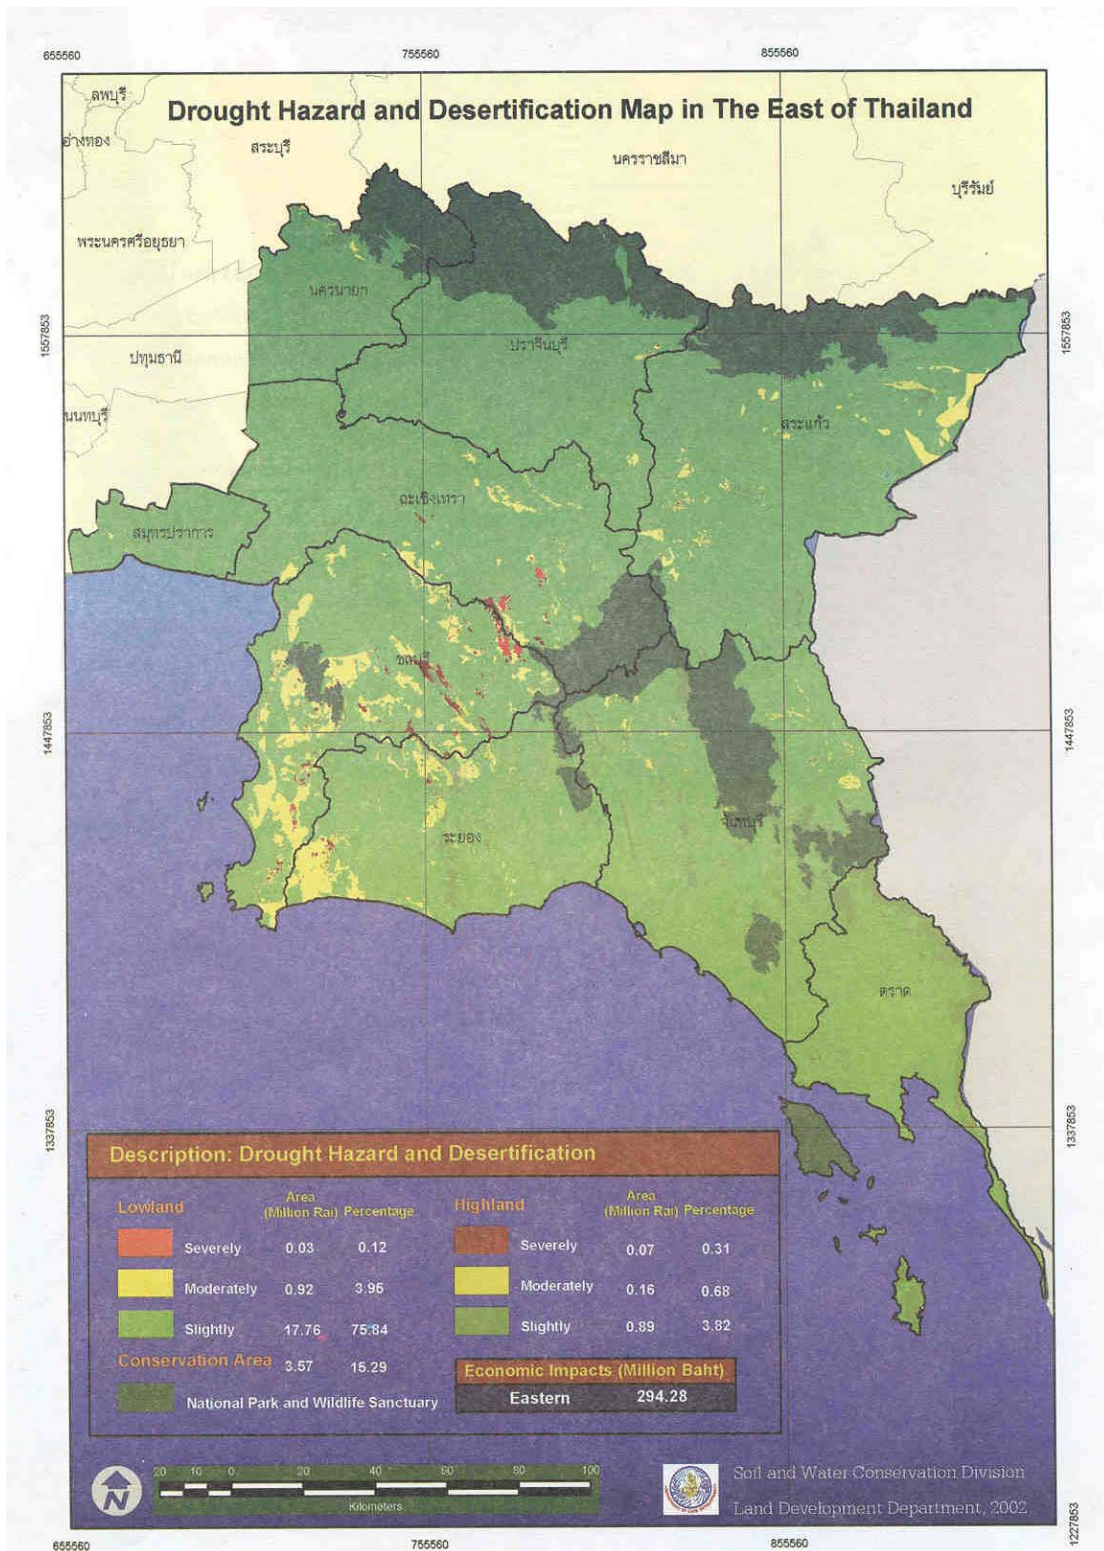 655560 755560 855560
Drought Hazard and Desertification Map in The East of Thailand
ลพบุรี
อ่างทอง
สระบุรี
นครราชสีมา
บุรีรัมย์
พระนครศรีอยุธยา
นครนายก
1557853
1557853
ปราจีนบุรี
ปทุมธานี
นนทบุรี
สระแก้ว
ฉะเชิงเทรา
สมุทรปราการ
ชลบุรี
1447853
1447853
จันทบุรี
ระยอง
ตราด
1337853
1337853
Description: Drought Hazard and Desertification
Lowland Area (Million Rai) Percentage
Severely 0.03 0.12
Moderately 0.92 3.95
Slightly 17.76 75.84
Conservation Area 3.57 15.29
National Park and Wildlife Sanctuary
Highland Area (Million Rai) Percentage
Severely 0.07 0.31
Moderately 0.16 0.68
Slightly 0.89 3.82
Economic Impacts (Million Baht)
Eastern 294.28
N
20 10 0 20 40 60 80 100
Kilometers
Soil and Water Conservation Division
Land Development Department, 2002
1227853
655560 755560 855560